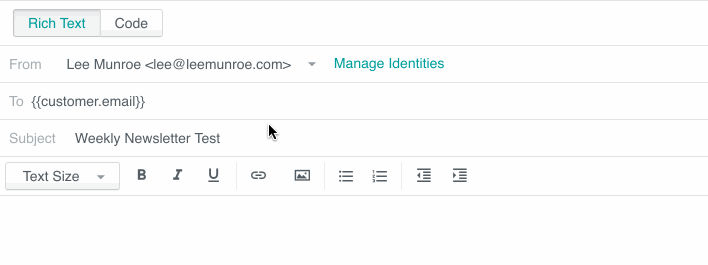 Rich Text Code
From Lee Munroe <lee@leemunroe.com> Manage Identities
To {{customer.email}}
Subject Weekly Newsletter Test
Text Size B I U